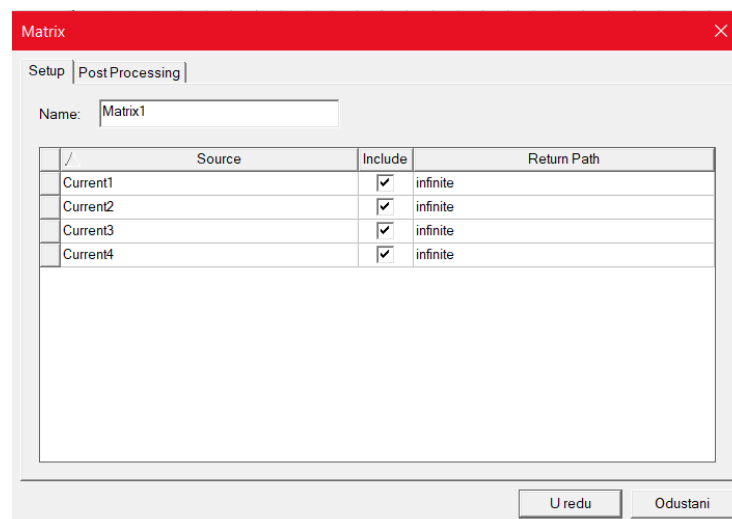 Matrix
Setup Post Processing
Name: Matrix1
Source Include Return Path
Current1 infinite
Current2 infinite
Current3 infinite
Current4 infinite
U redu Odustani